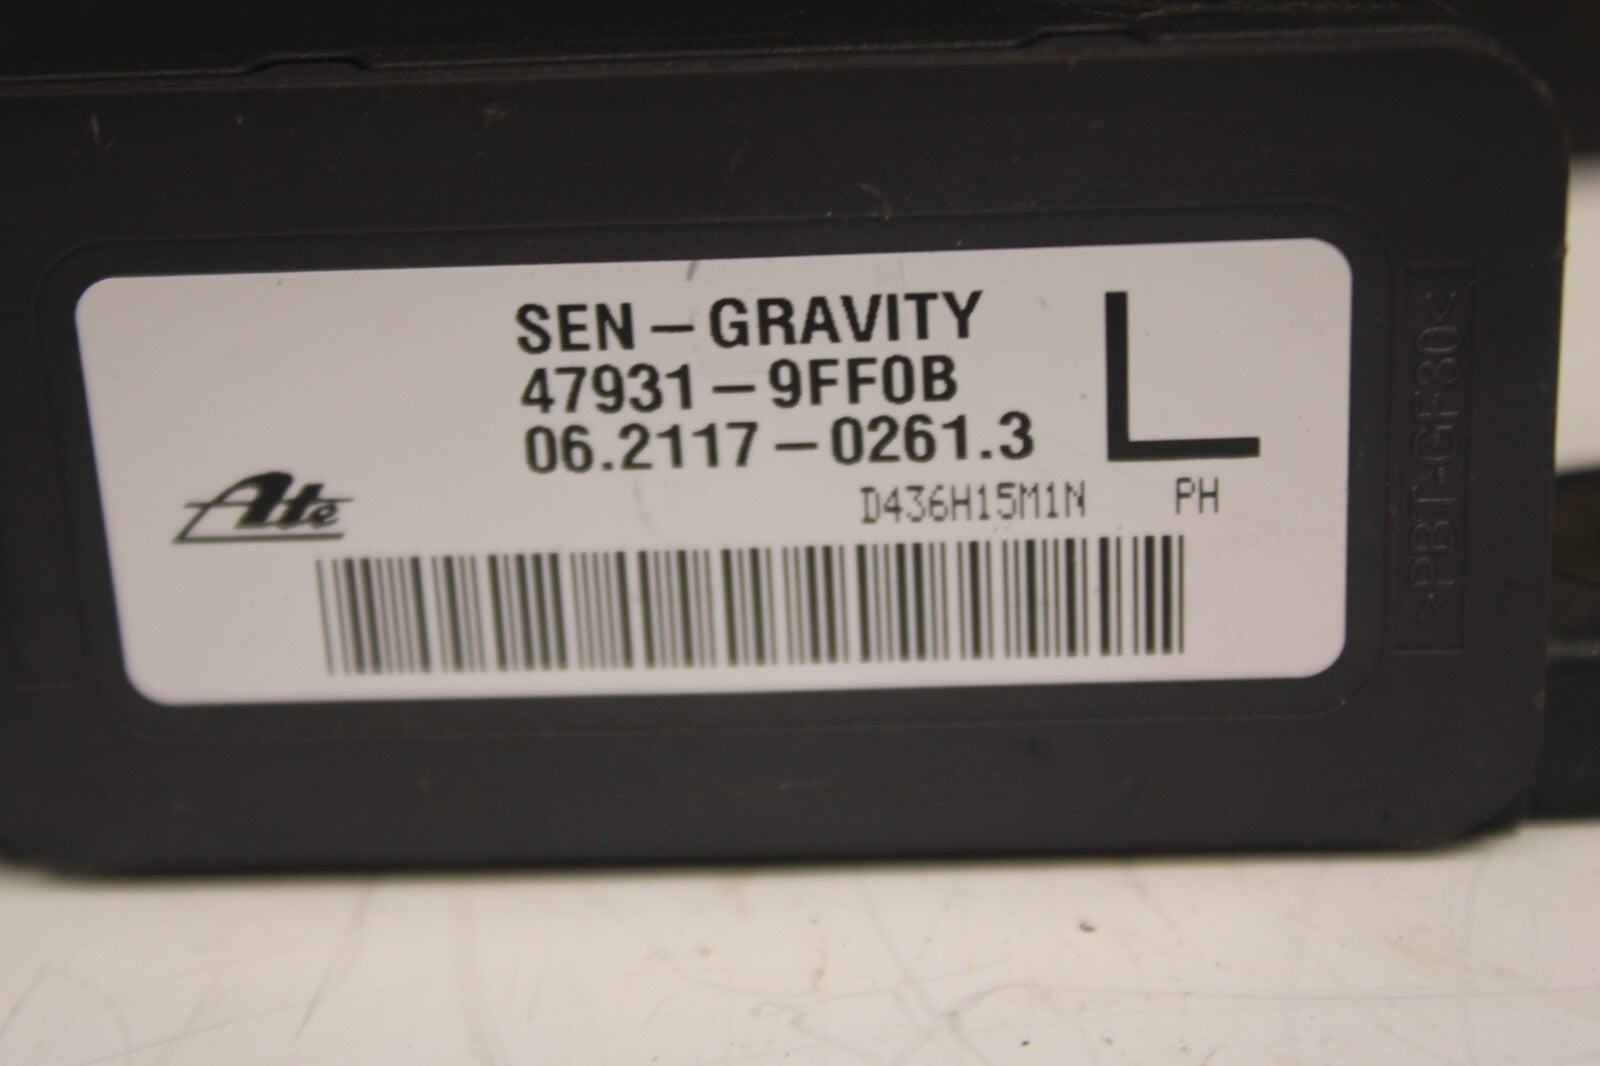 SEN-GRAVITY
47931-9FF0B
06.2117-0261.3
L
D436H15M1N PH
Ate
>PBT-GF30<